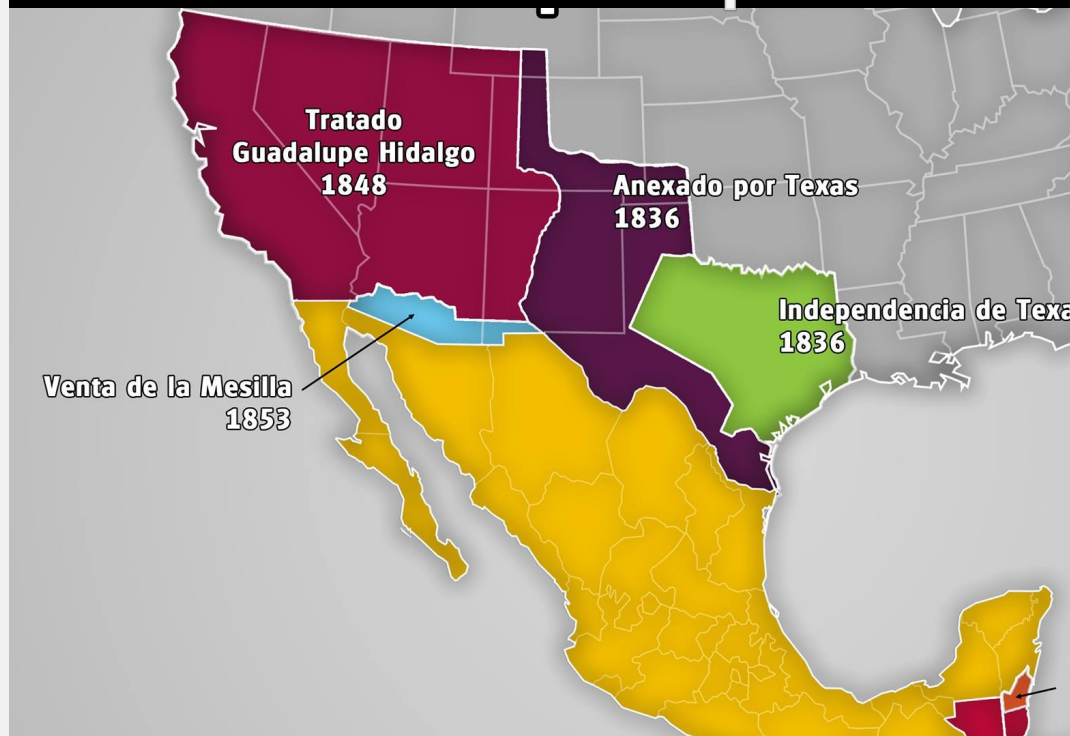 Tratado
Guadalupe Hidalgo
1848
Anexado por Texas
1836
Independencia de Texa
1836
Venta de la Mesilla
1853